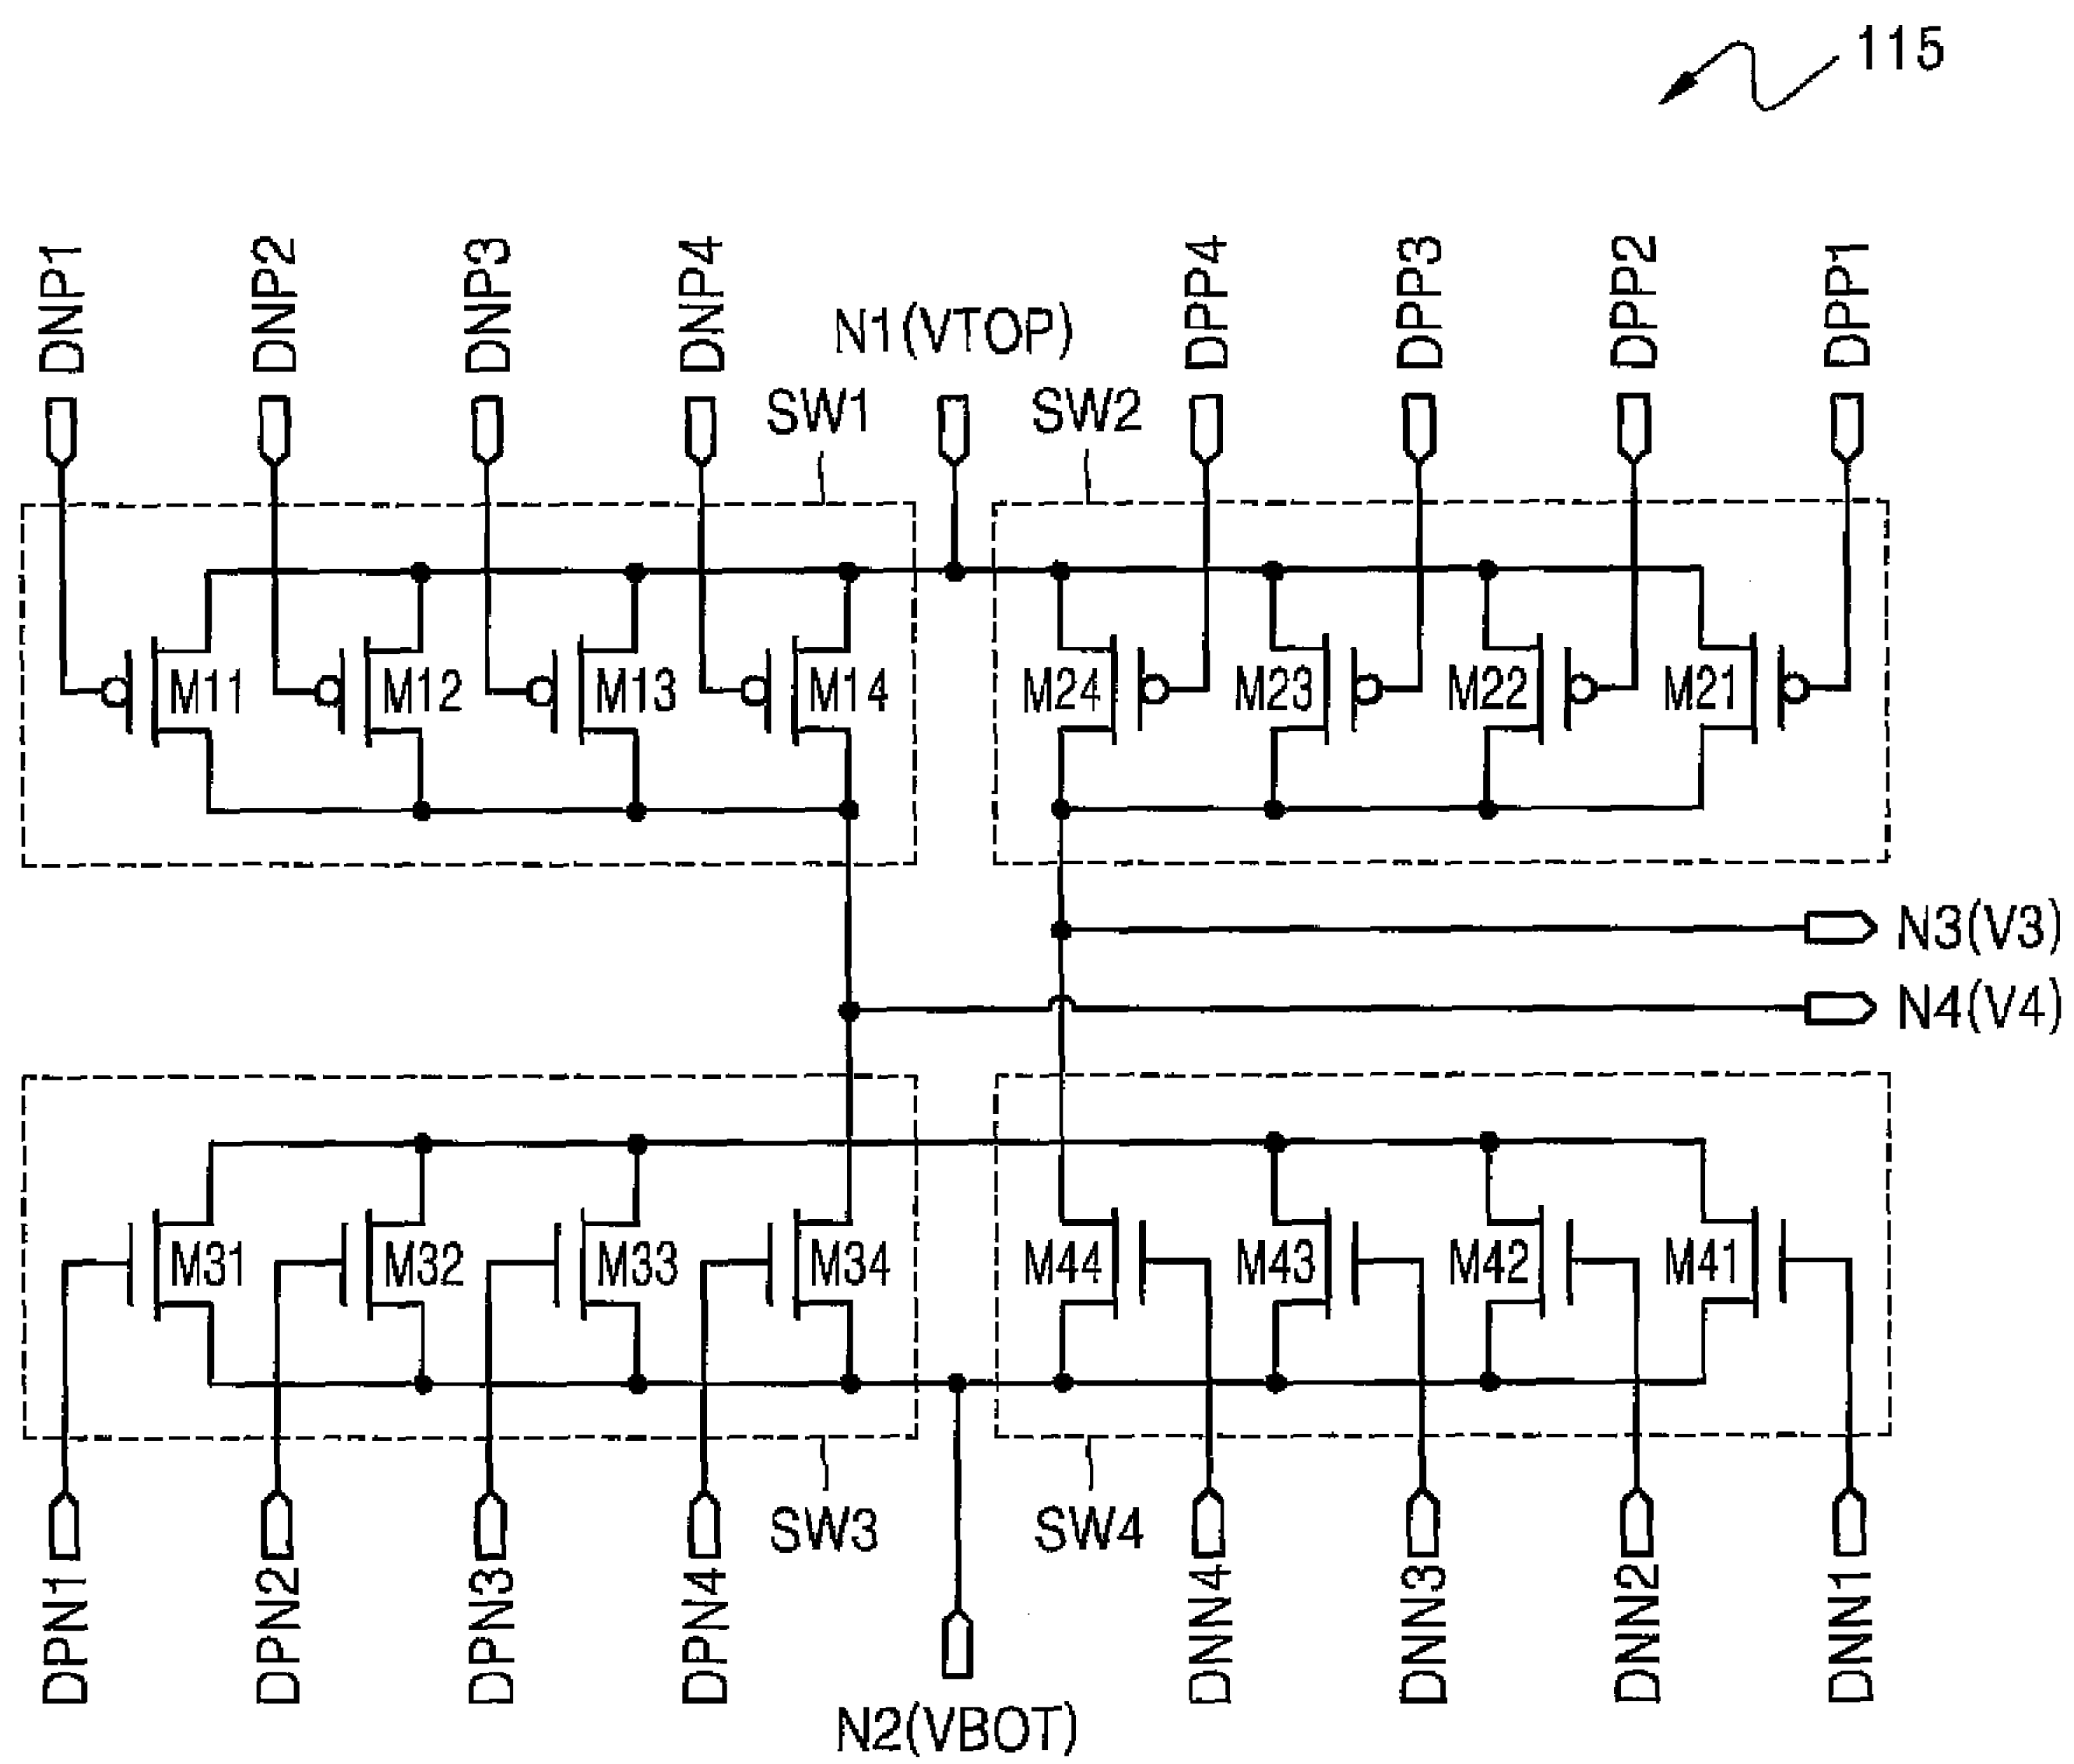 115
DNP1
DNP2
DNP3
DNP4
N1(VTOP)
DPP4
DPP3
DPP2
DPP1
SW1
SW2
M11
M12
M13
M14
M24
M23
M22
M21
N3(V3)
N4(V4)
M31
M32
M33
M34
M44
M43
M42
M41
SW3
SW4
DPN1
DPN2
DPN3
DPN4
DNN4
DNN3
DNN2
DNN1
N2(VBOT)